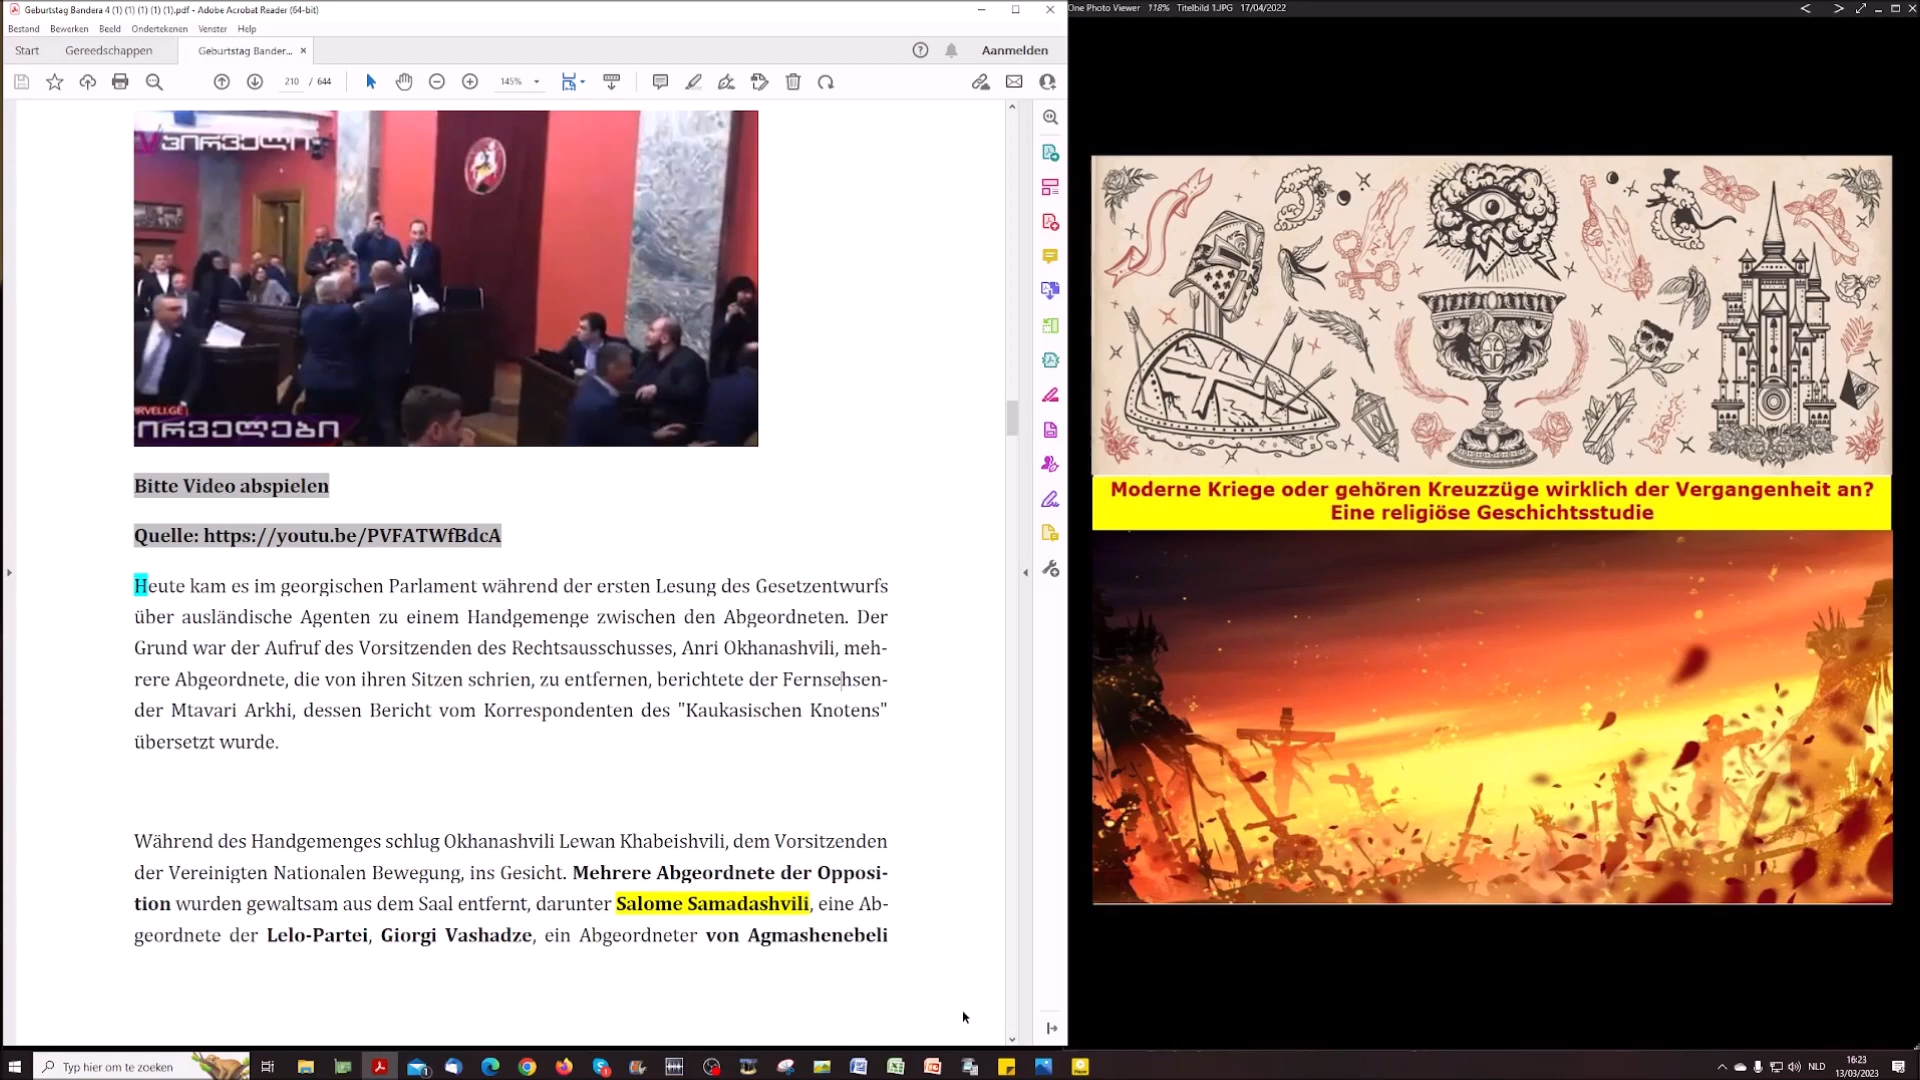 Geburtstag Bandera 4 (1) (1) (1) (1) (1).pdf - Adobe Acrobat Reader (64-bit)
Bestand Bewerken Beeld Ondertekenen Venster Help
Start Gereedschappen Geburtstag Bander... × Aanmelden
210 / 644 145%
ᲞᲘᲠᲕᲔᲚᲘ
RVELI.GE
ᲘᲠᲕᲔᲚᲔᲑᲘ
Bitte Video abspielen
Quelle: https://youtu.be/PVFATWfBdcA
Heute kam es im georgischen Parlament während der ersten Lesung des Gesetzentwurfs
über ausländische Agenten zu einem Handgemenge zwischen den Abgeordneten. Der
Grund war der Aufruf des Vorsitzenden des Rechtsausschusses, Anri Okhanashvili, meh-
rere Abgeordnete, die von ihren Sitzen schrien, zu entfernen, berichtete der Fernsehsen-
der Mtavari Arkhi, dessen Bericht vom Korrespondenten des "Kaukasischen Knotens"
übersetzt wurde.
Während des Handgemenges schlug Okhanashvili Lewan Khabeishvili, dem Vorsitzenden
der Vereinigten Nationalen Bewegung, ins Gesicht. Mehrere Abgeordnete der Opposi-
tion wurden gewaltsam aus dem Saal entfernt, darunter Salome Samadashvili, eine Ab-
geordnete der Lelo-Partei, Giorgi Vashadze, ein Abgeordneter von Agmashenebeli
One Photo Viewer 118% Titelbild 1.JPG 17/04/2022
Moderne Kriege oder gehören Kreuzzüge wirklich der Vergangenheit an?
Eine religiöse Geschichtsstudie
Typ hier om te zoeken
NLD
16:23
13/03/2023